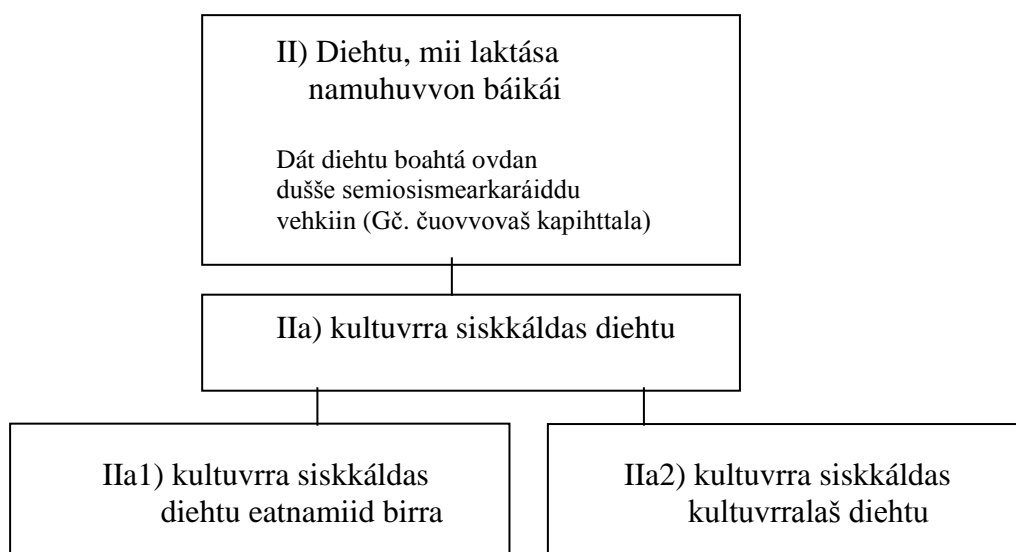 II) Diehtu, mii laktása
namuhuvvon báikái
Dát diehtu boahtá ovdan
dušše semiosismearkaráiddu
vehkiin (Gč. čuovvovaš kapihttala)
IIa) kultuvrra siskkáldas diehtu
IIa1) kultuvrra siskkáldas
diehtu eatnamiid birra
IIa2) kultuvrra siskkáldas
kultuvrralaš diehtu